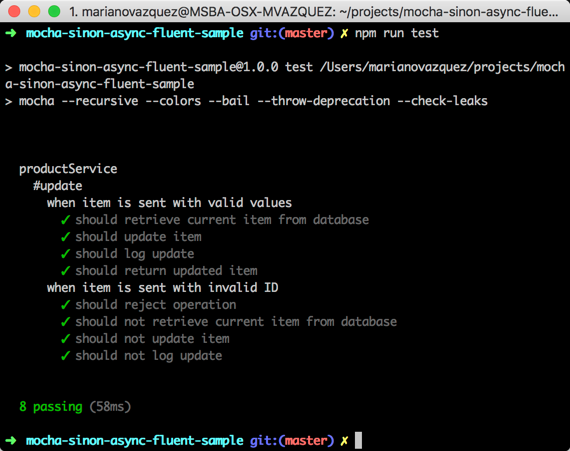 1. marianovazquez@MSBA-OSX-MVAZQUEZ: ~/projects/mocha-sinon-async-flue...
➜ mocha-sinon-async-fluent-sample git:(master) ✗ npm run test
> mocha-sinon-async-fluent-sample@1.0.0 test /Users/marianovazquez/projects/moch
a-sinon-async-fluent-sample
> mocha --recursive --colors --bail --throw-deprecation --check-leaks
productService
#update
when item is sent with valid values
✓ should retrieve current item from database
✓ should update item
✓ should log update
✓ should return updated item
when item is sent with invalid ID
✓ should reject operation
✓ should not retrieve current item from database
✓ should not update item
✓ should not log update
8 passing (58ms)
➜ mocha-sinon-async-fluent-sample git:(master) ✗